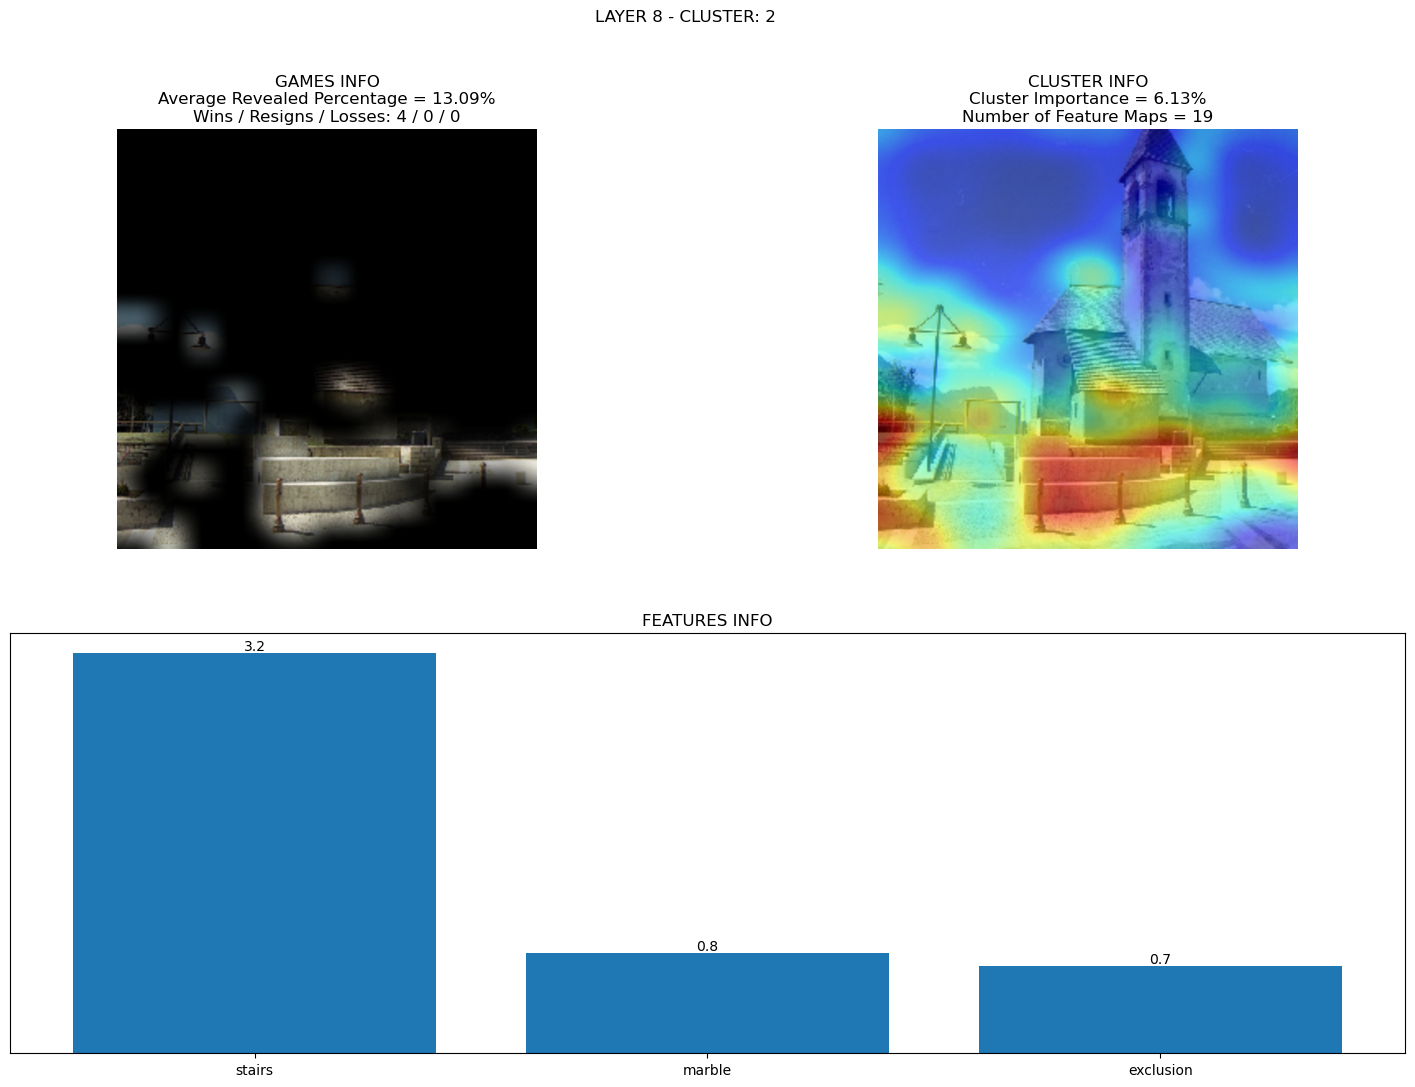 LAYER 8 - CLUSTER: 2
GAMES INFO
Average Revealed Percentage = 13.09%
Wins / Resigns / Losses: 4 / 0 / 0
CLUSTER INFO
Cluster Importance = 6.13%
Number of Feature Maps = 19
FEATURES INFO
3.2
0.8
0.7
stairs
marble
exclusion